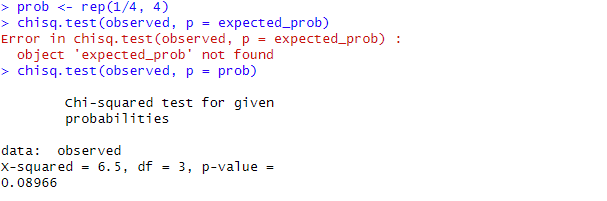 > prob <- rep(1/4, 4)
> chisq.test(observed, p = expected_prob)
Error in chisq.test(observed, p = expected_prob) :
  object 'expected_prob' not found
> chisq.test(observed, p = prob)

        Chi-squared test for given
        probabilities

data:  observed
X-squared = 6.5, df = 3, p-value =
0.08966